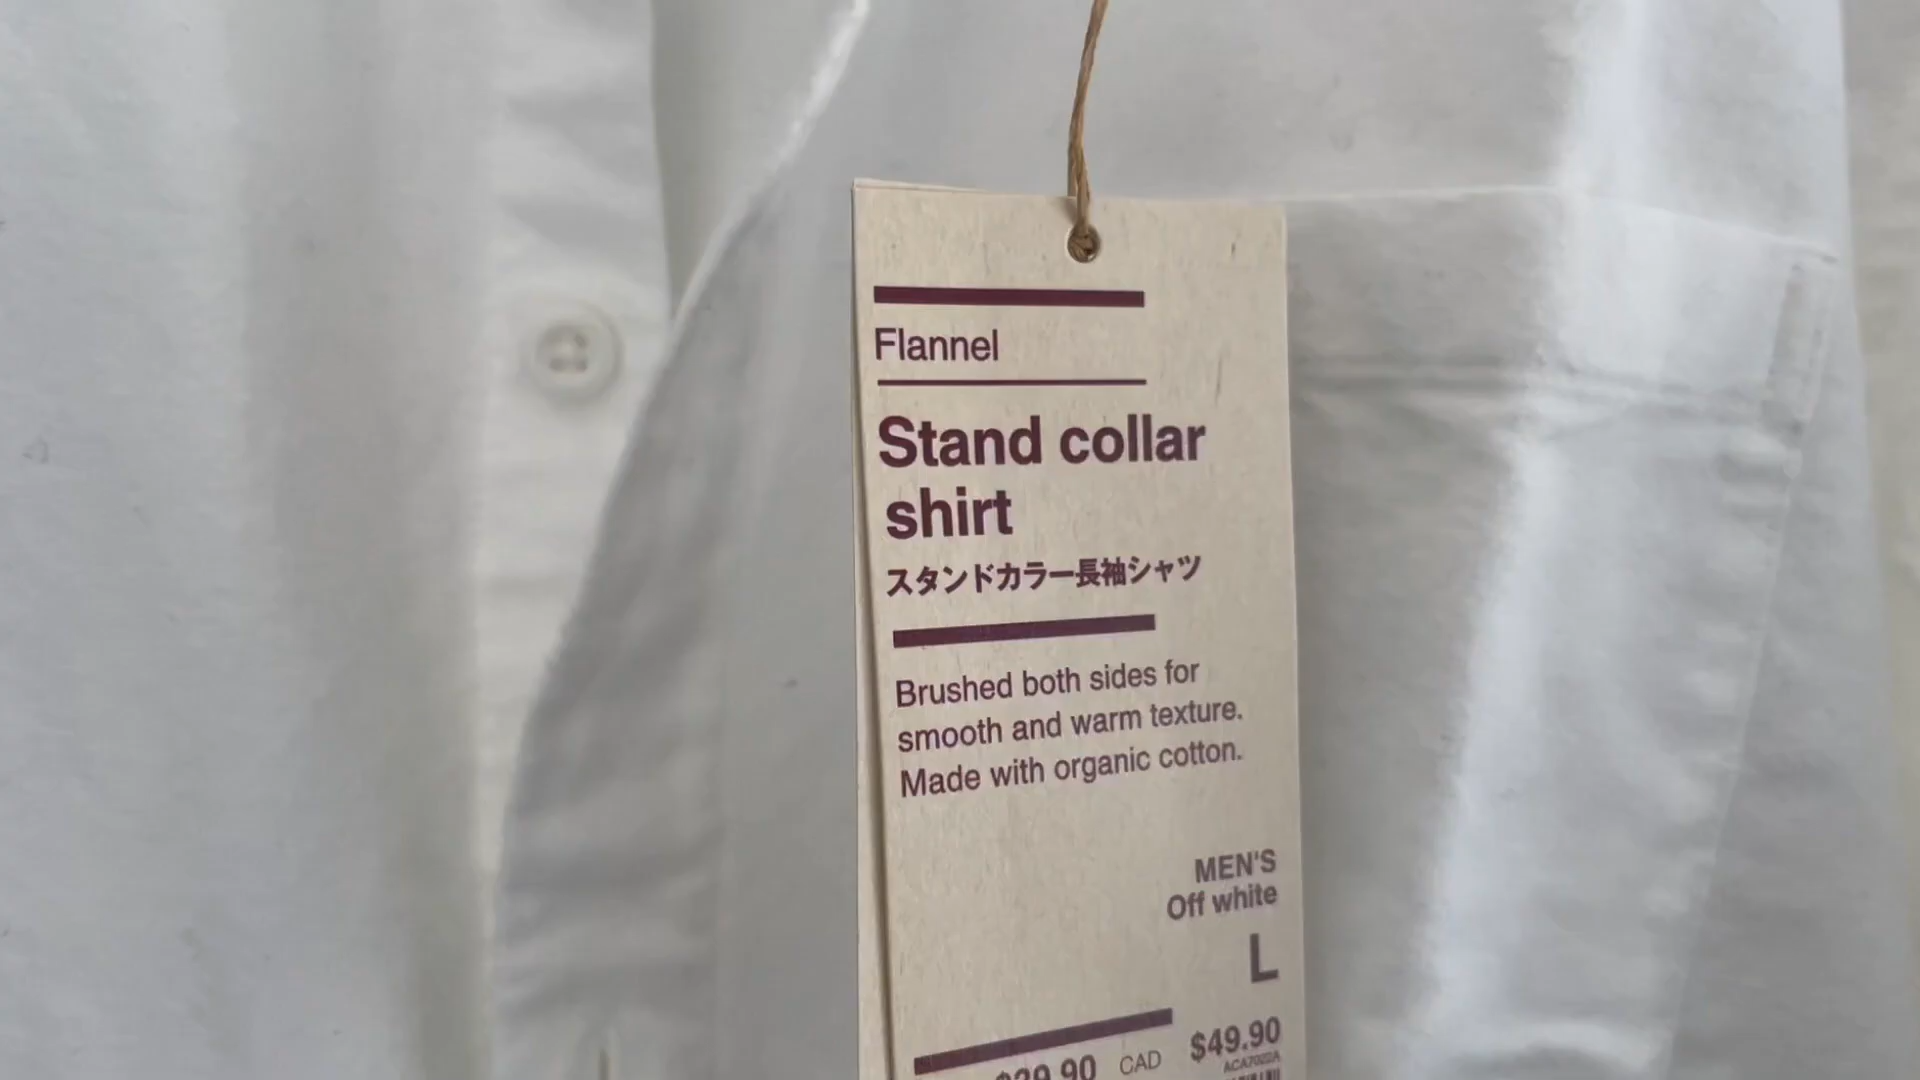 Flannel
Stand collar
shirt
スタンドカラー長袖シャツ
Brushed both sides for
smooth and warm texture.
Made with organic cotton.
MEN'S
Off white
L
CAD $49.90